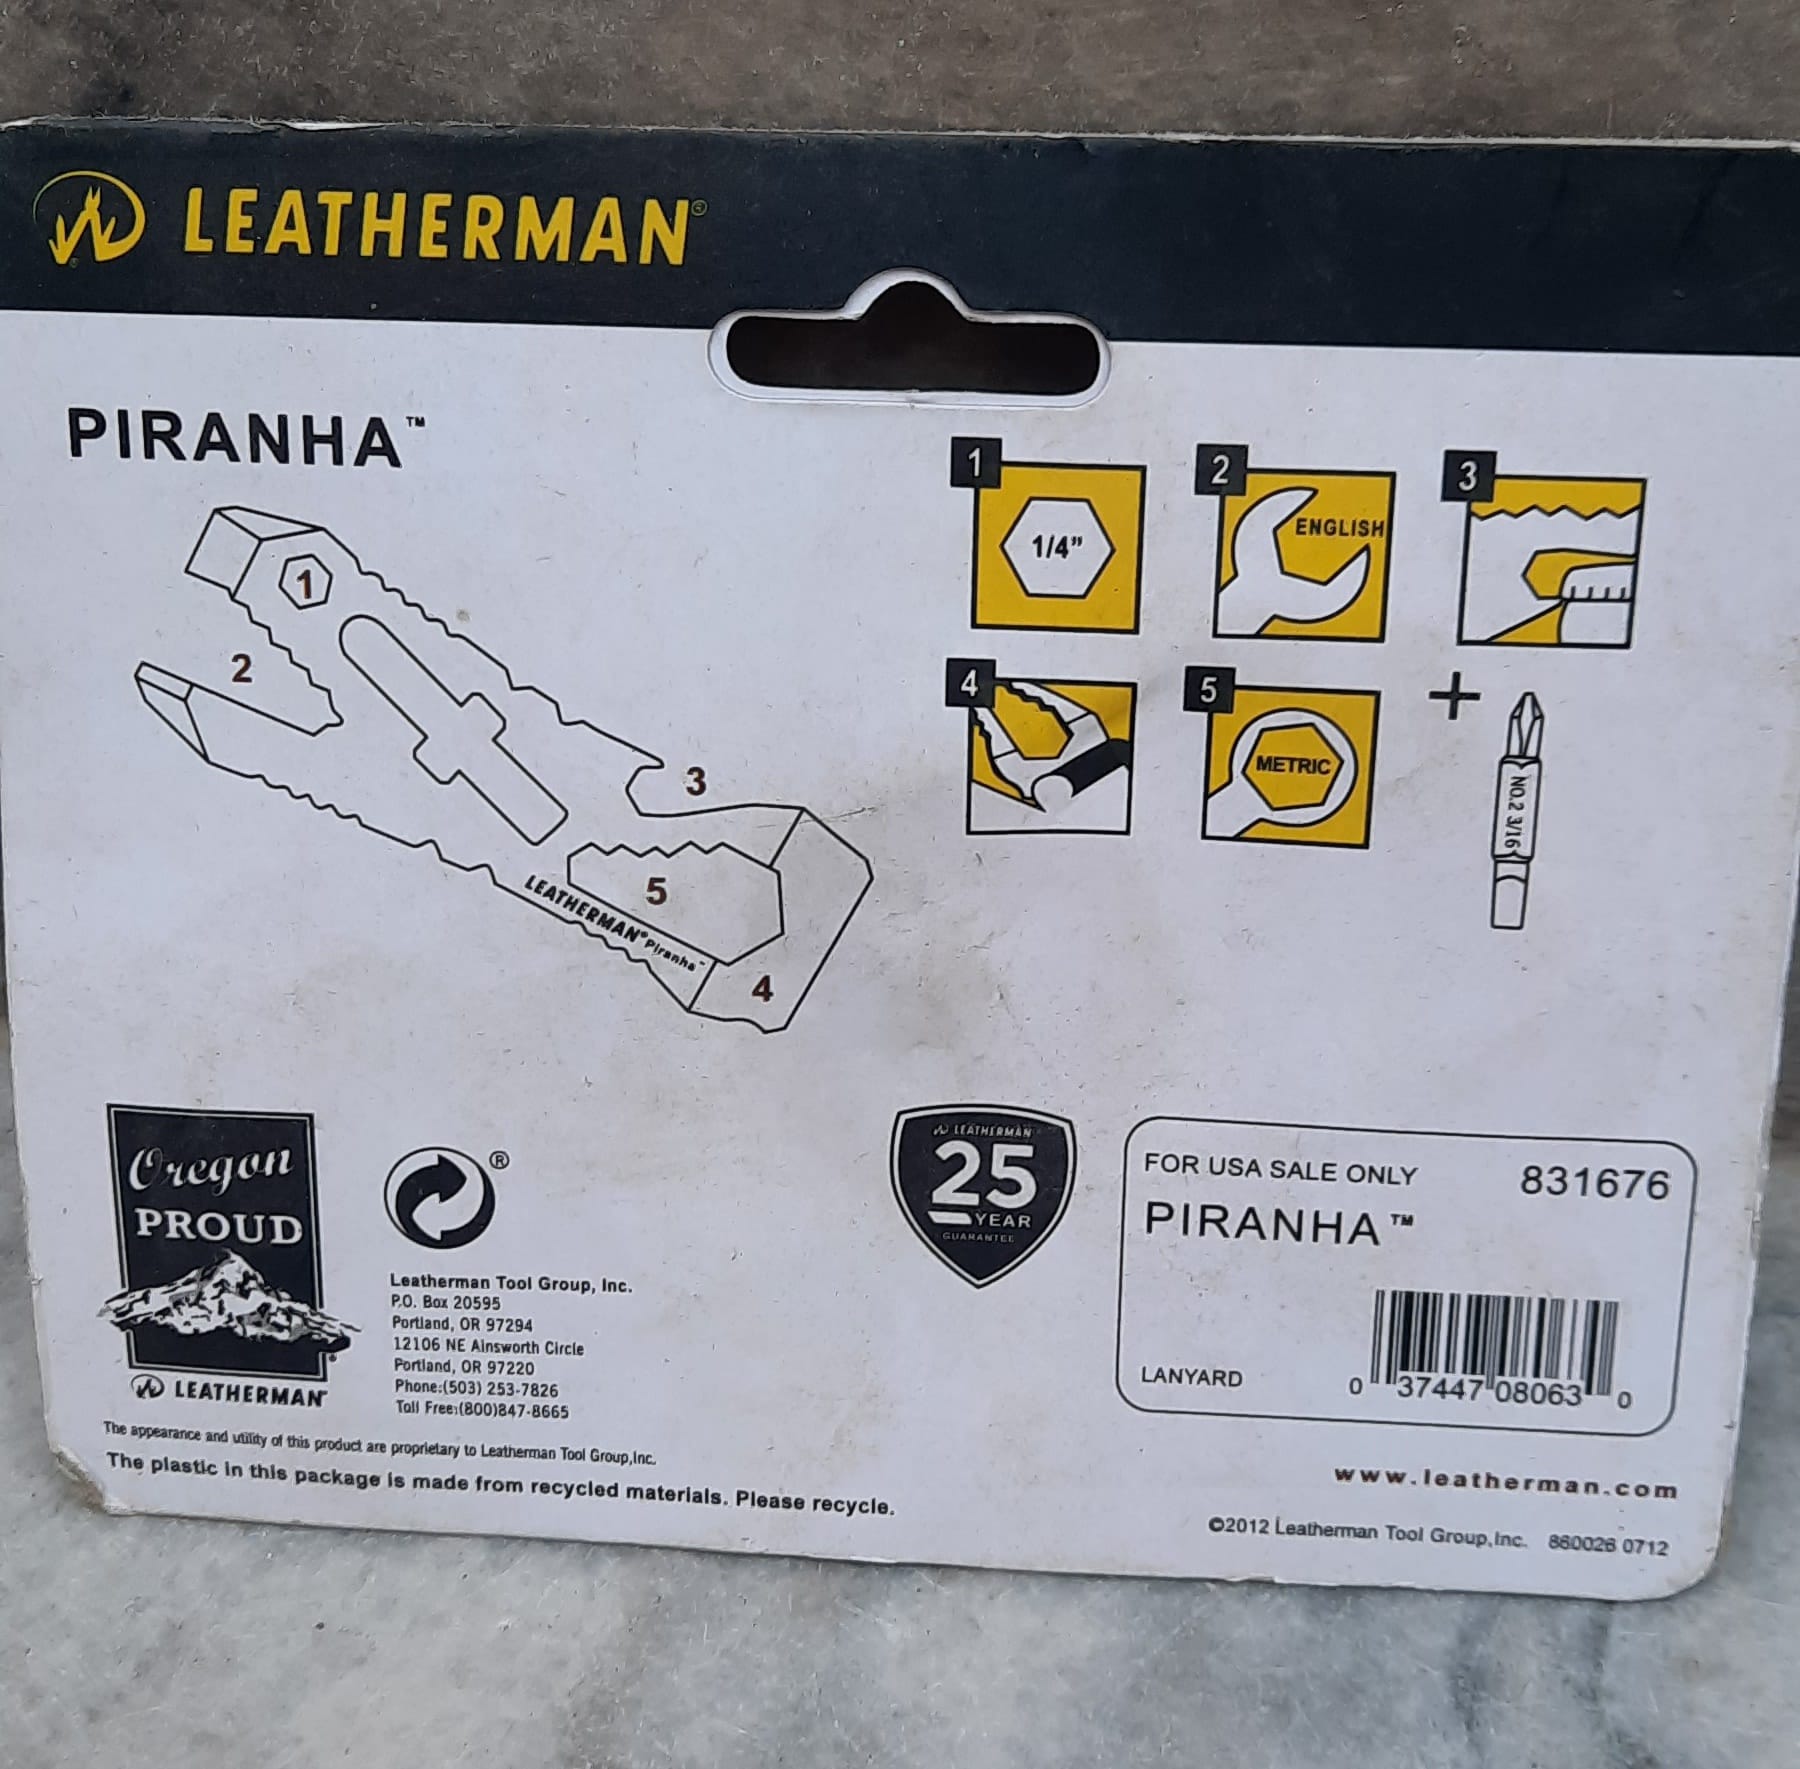 LEATHERMAN®
PIRANHA™
1
2
3
4
5
LEATHERMAN® Piranha™
1
1/4"
2
ENGLISH
3
4
5
METRIC
+
NO.2 3/16
Oregon
PROUD
®
LEATHERMAN
®
Leatherman Tool Group, Inc.
P.O. Box 20595
Portland, OR 97294
12106 NE Ainsworth Circle
Portland, OR 97220
Phone:(503) 253-7826
Toll Free:(800)847-8665
The appearance and utility of this product are proprietary to Leatherman Tool Group,Inc.
The plastic in this package is made from recycled materials. Please recycle.
LEATHERMAN
25
YEAR
GUARANTEE
FOR USA SALE ONLY 831676
PIRANHA™
LANYARD
0 37447 08063 0
www.leatherman.com
©2012 Leatherman Tool Group,Inc. 860026 0712